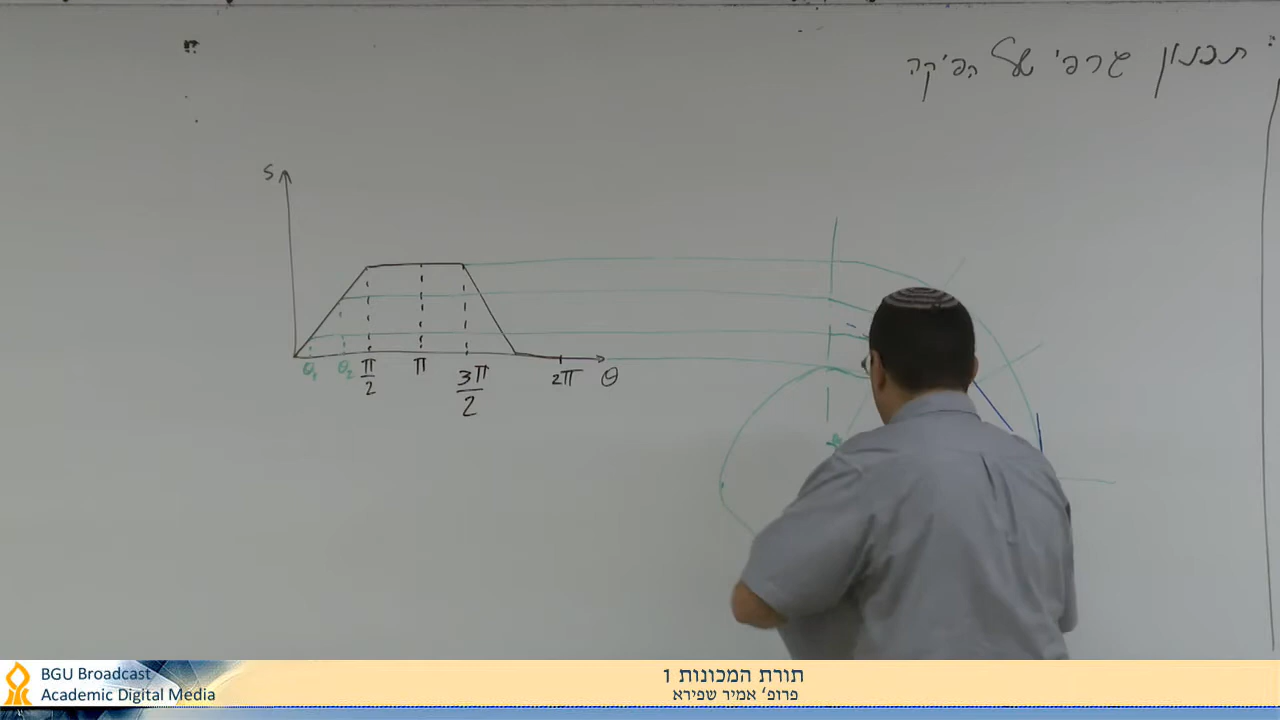 תכנון גרפי של הפיקה
S
θ₁ θ₂ π/2 π 3π/2 2π θ
BGU Broadcast
Academic Digital Media
תורת המכונות 1
פרופ' אמיר שפירא